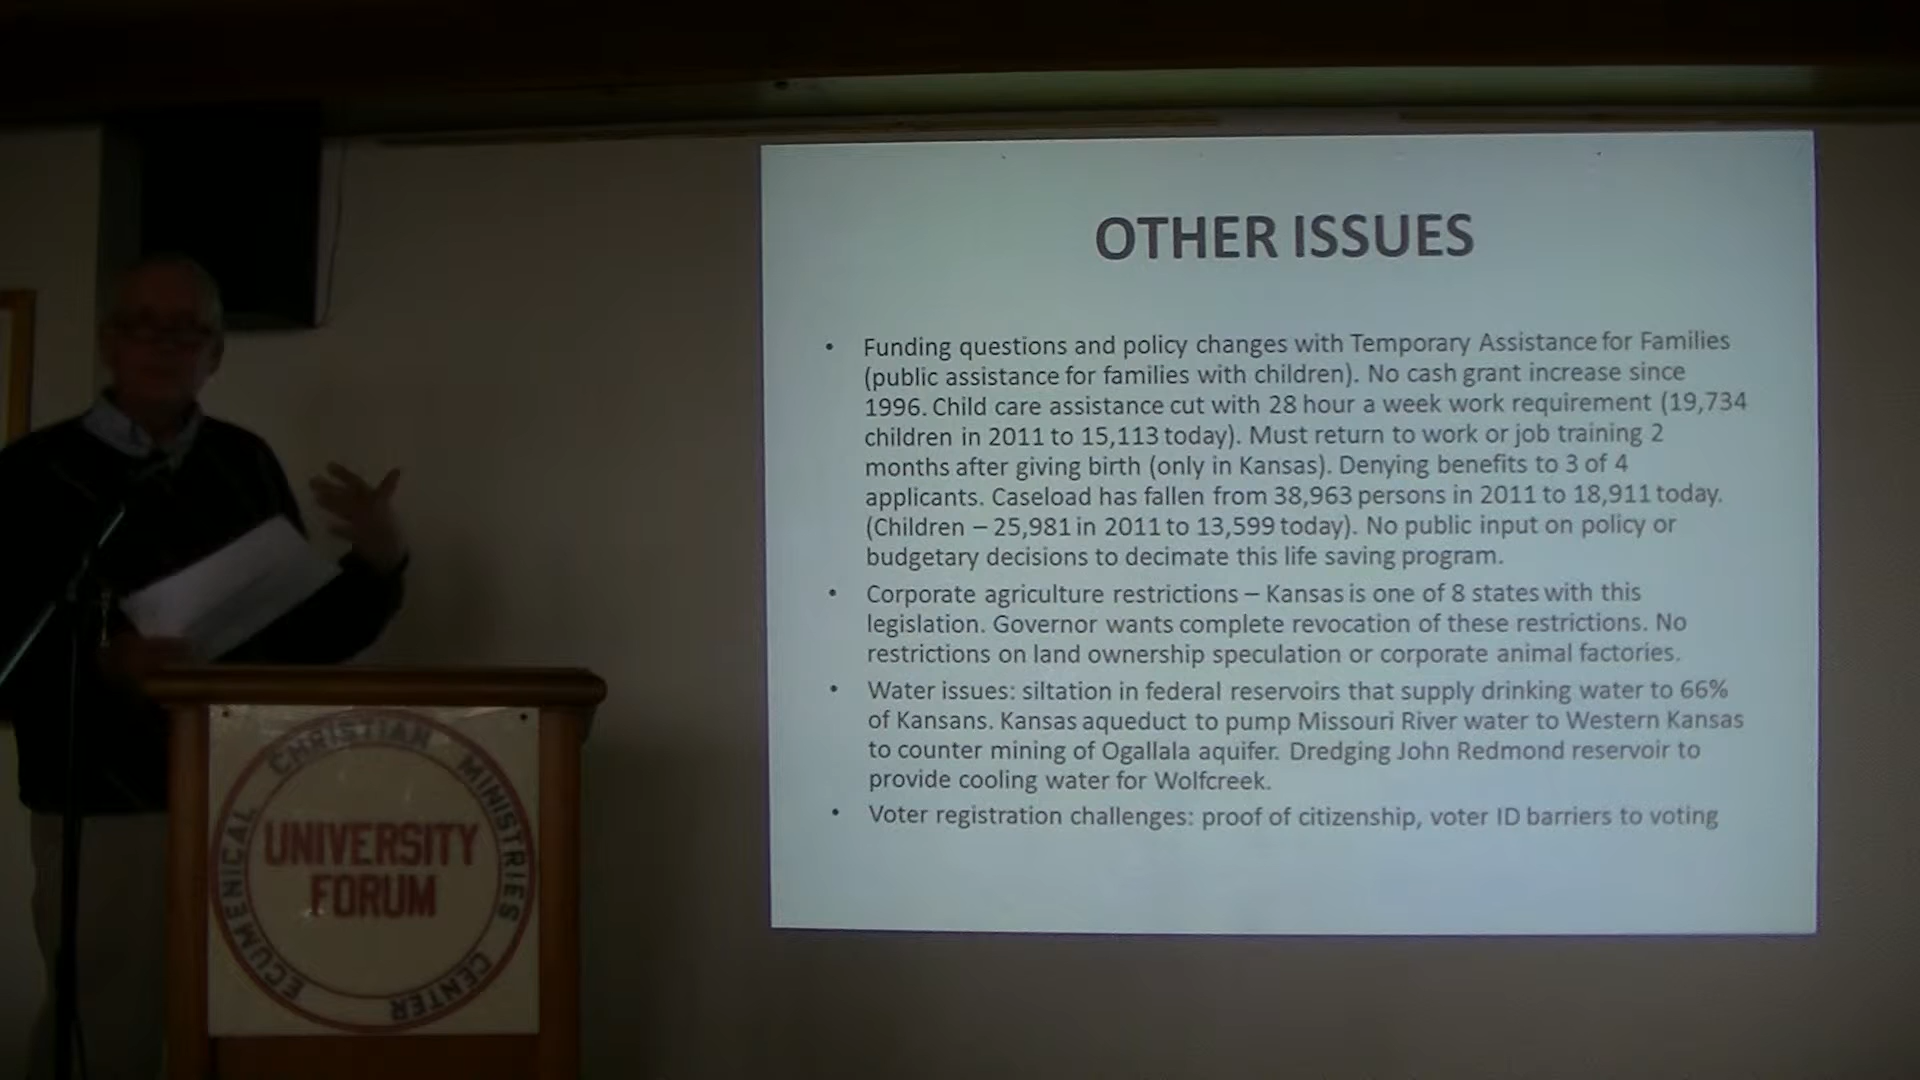 OTHER ISSUES
• Funding questions and policy changes with Temporary Assistance for Families
(public assistance for families with children). No cash grant increase since
1996. Child care assistance cut with 28 hour a week work requirement (19,734
children in 2011 to 15,113 today). Must return to work or job training 2
months after giving birth (only in Kansas). Denying benefits to 3 of 4
applicants. Caseload has fallen from 38,963 persons in 2011 to 18,911 today.
(Children – 25,981 in 2011 to 13,599 today). No public input on policy or
budgetary decisions to decimate this life saving program.
• Corporate agriculture restrictions – Kansas is one of 8 states with this
legislation. Governor wants complete revocation of these restrictions. No
restrictions on land ownership speculation or corporate animal factories.
• Water issues: siltation in federal reservoirs that supply drinking water to 66%
of Kansans. Kansas aqueduct to pump Missouri River water to Western Kansas
to counter mining of Ogallala aquifer. Dredging John Redmond reservoir to
provide cooling water for Wolfcreek.
• Voter registration challenges: proof of citizenship, voter ID barriers to voting
ECUMENICAL CHRISTIAN MINISTRIES CENTER
UNIVERSITY
FORUM